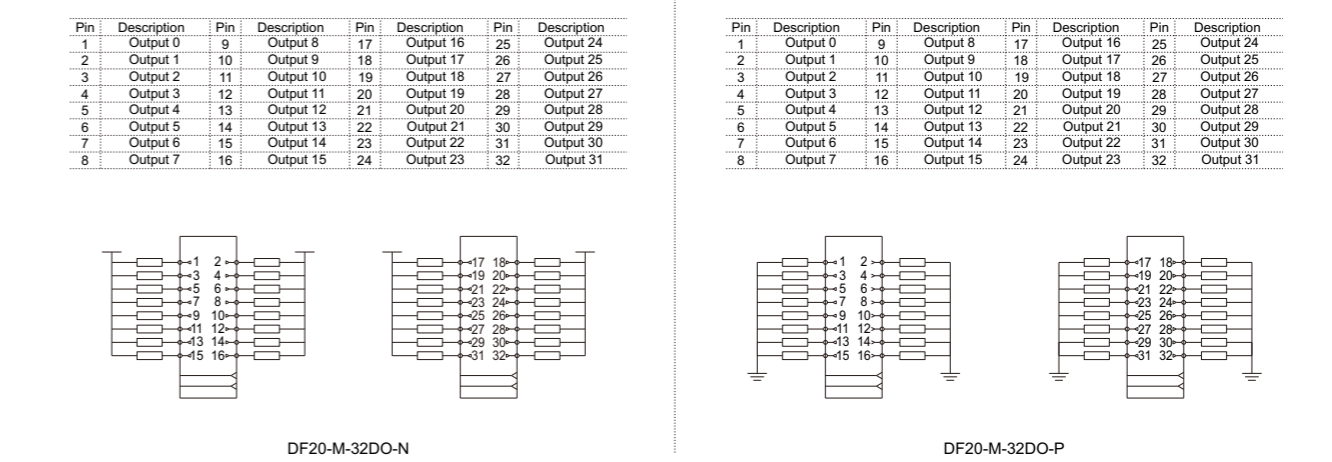 Pin Description Pin Description Pin Description Pin Description
1 Output 0 9 Output 8 17 Output 16 25 Output 24
2 Output 1 10 Output 9 18 Output 17 26 Output 25
3 Output 2 11 Output 10 19 Output 18 27 Output 26
4 Output 3 12 Output 11 20 Output 19 28 Output 27
5 Output 4 13 Output 12 21 Output 20 29 Output 28
6 Output 5 14 Output 13 22 Output 21 30 Output 29
7 Output 6 15 Output 14 23 Output 22 31 Output 30
8 Output 7 16 Output 15 24 Output 23 32 Output 31
1 2
3 4
5 6
7 8
9 10
11 12
13 14
15 16
17 18
19 20
21 22
23 24
25 26
27 28
29 30
31 32
DF20-M-32DO-N
Pin Description Pin Description Pin Description Pin Description
1 Output 0 9 Output 8 17 Output 16 25 Output 24
2 Output 1 10 Output 9 18 Output 17 26 Output 25
3 Output 2 11 Output 10 19 Output 18 27 Output 26
4 Output 3 12 Output 11 20 Output 19 28 Output 27
5 Output 4 13 Output 12 21 Output 20 29 Output 28
6 Output 5 14 Output 13 22 Output 21 30 Output 29
7 Output 6 15 Output 14 23 Output 22 31 Output 30
8 Output 7 16 Output 15 24 Output 23 32 Output 31
1 2
3 4
5 6
7 8
9 10
11 12
13 14
15 16
17 18
19 20
21 22
23 24
25 26
27 28
29 30
31 32
DF20-M-32DO-P